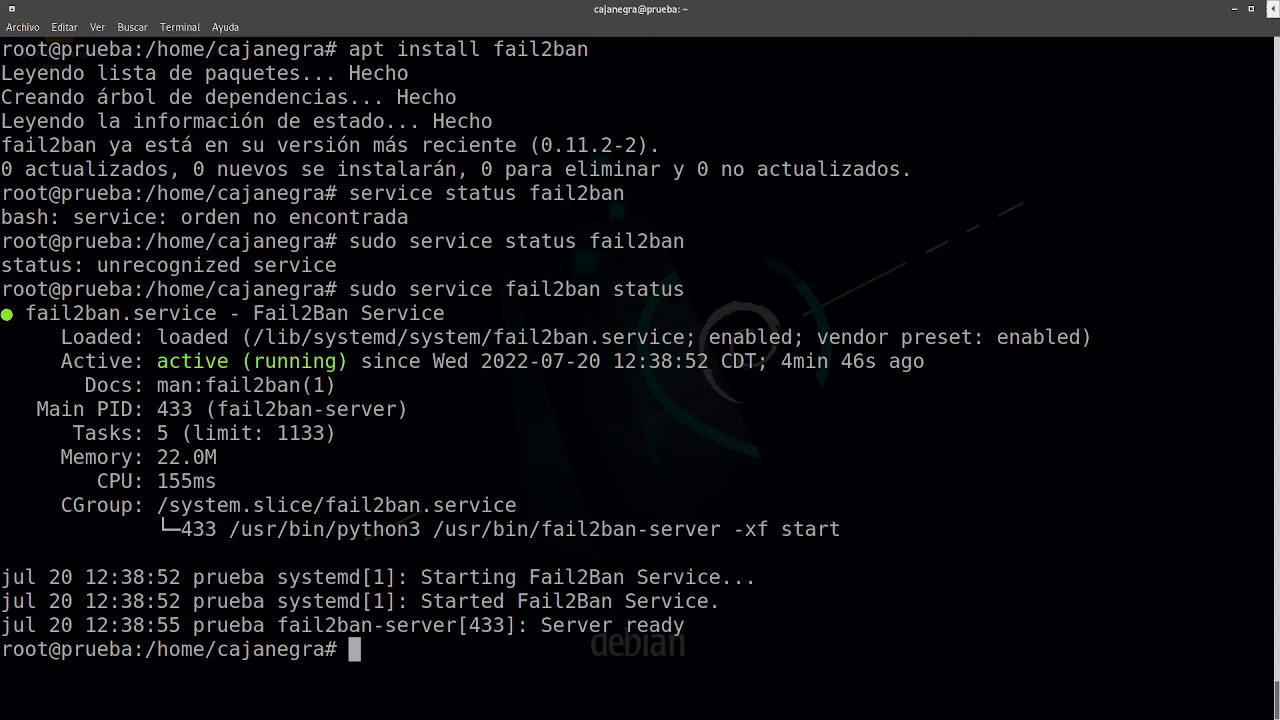 cajanegra@prueba: ~
Archivo Editar Ver Buscar Terminal Ayuda
root@prueba:/home/cajanegra# apt install fail2ban
Leyendo lista de paquetes... Hecho
Creando árbol de dependencias... Hecho
Leyendo la información de estado... Hecho
fail2ban ya está en su versión más reciente (0.11.2-2).
0 actualizados, 0 nuevos se instalarán, 0 para eliminar y 0 no actualizados.
root@prueba:/home/cajanegra# service status fail2ban
bash: service: orden no encontrada
root@prueba:/home/cajanegra# sudo service status fail2ban
status: unrecognized service
root@prueba:/home/cajanegra# sudo service fail2ban status
● fail2ban.service - Fail2Ban Service
Loaded: loaded (/lib/systemd/system/fail2ban.service; enabled; vendor preset: enabled)
Active: active (running) since Wed 2022-07-20 12:38:52 CDT; 4min 46s ago
Docs: man:fail2ban(1)
Main PID: 433 (fail2ban-server)
Tasks: 5 (limit: 1133)
Memory: 22.0M
CPU: 155ms
CGroup: /system.slice/fail2ban.service
└─433 /usr/bin/python3 /usr/bin/fail2ban-server -xf start
jul 20 12:38:52 prueba systemd[1]: Starting Fail2Ban Service...
jul 20 12:38:52 prueba systemd[1]: Started Fail2Ban Service.
jul 20 12:38:55 prueba fail2ban-server[433]: Server ready
root@prueba:/home/cajanegra#
debian